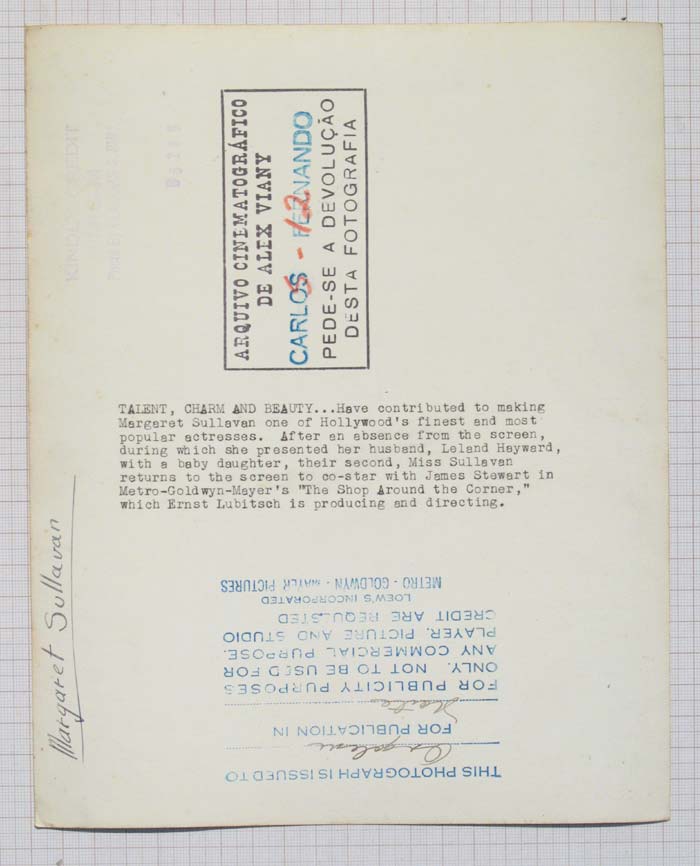 ARQUIVO CINEMATOGRÁFICO
DE ALEX VIANY
CARLOS FERNANDO
5 - 12
PEDE-SE A DEVOLUÇÃO
DESTA FOTOGRAFIA
TALENT, CHARM AND BEAUTY...Have contributed to making
Margaret Sullavan one of Hollywood's finest and most
popular actresses. After an absence from the screen,
during which she presented her husband, Leland Hayward,
with a baby daughter, their second, Miss Sullavan
returns to the screen to co-star with James Stewart in
Metro-Goldwyn-Mayer's "The Shop Around the Corner,"
which Ernst Lubitsch is producing and directing.
Margaret Sullavan
THIS PHOTOGRAPH IS ISSUED TO
FOR PUBLICATION IN
FOR PUBLICITY PURPOSES
ONLY. NOT TO BE USED FOR
ANY COMMERCIAL PURPOSE.
PLAYER, PICTURE AND STUDIO
CREDIT ARE REQUESTED
LOEW'S INCORPORATED
METRO - GOLDWYN - MAYER PICTURES